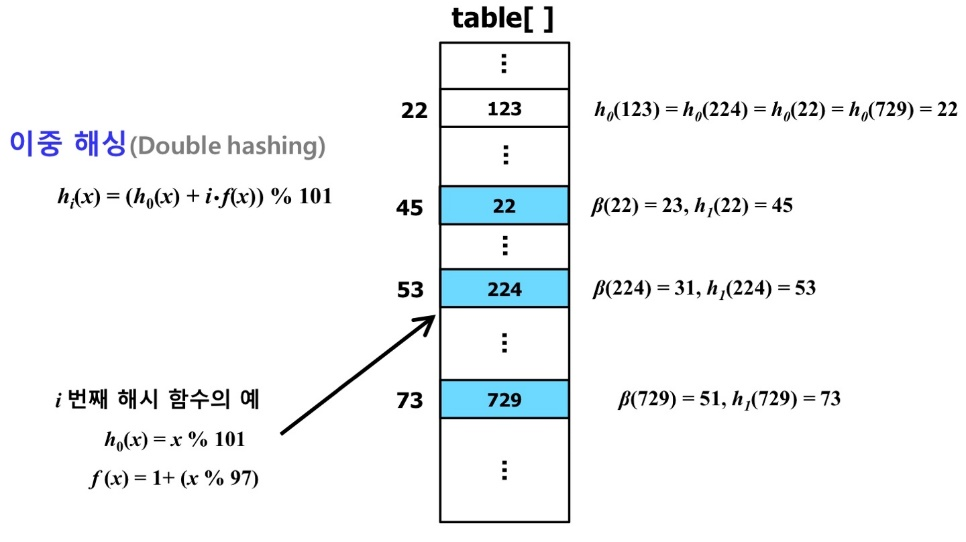 table[ ]
⋮
22 123 h₀(123) = h₀(224) = h₀(22) = h₀(729) = 22
이중 해싱(Double hashing)
⋮
hᵢ(x) = (h₀(x) + i·f(x)) % 101
45 22 β(22) = 23, h₁(22) = 45
⋮
53 224 β(224) = 31, h₁(224) = 53
⋮
i 번째 해시 함수의 예
73 729 β(729) = 51, h₁(729) = 73
h₀(x) = x % 101
f (x) = 1+ (x % 97)
⋮